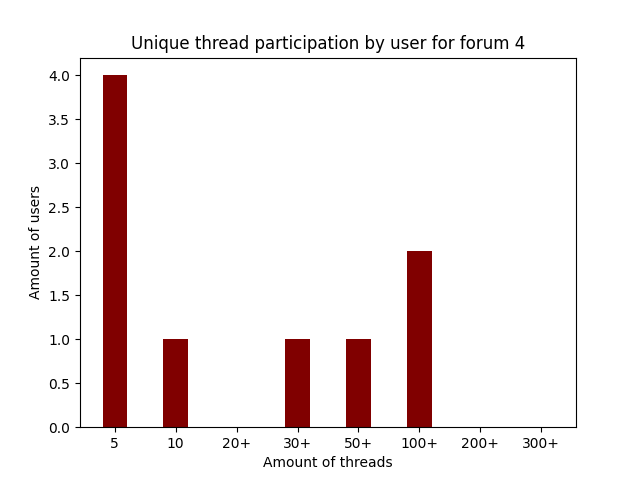 Unique thread participation by user for forum 4
4.0
3.5
3.0
2.5
2.0
1.5
1.0
0.5
0.0
Amount of users
5 10 20+ 30+ 50+ 100+ 200+ 300+
Amount of threads